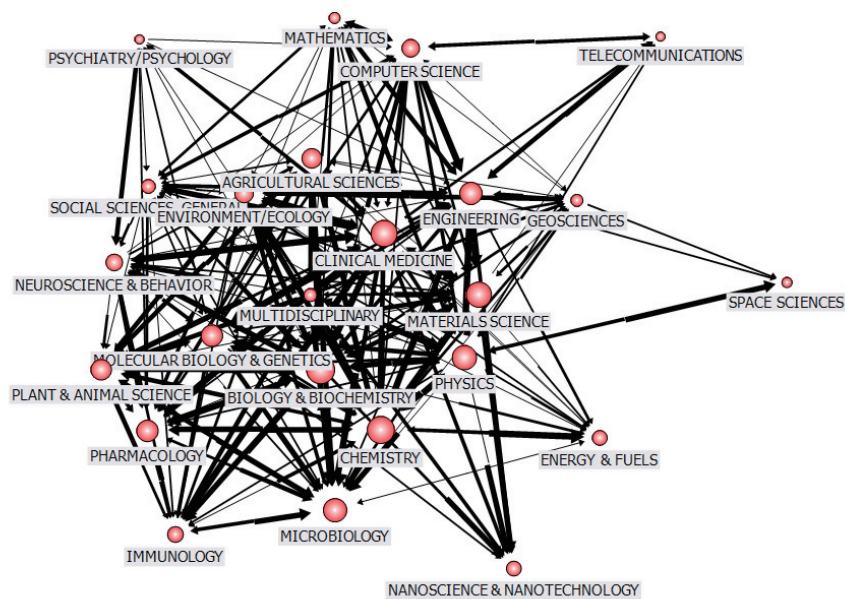 MATHEMATICS
PSYCHIATRY/PSYCHOLOGY
TELECOMMUNICATIONS
COMPUTER SCIENCE
AGRICULTURAL SCIENCES
SOCIAL SCIENCES, GENERAL
ENVIRONMENT/ECOLOGY
ENGINEERING
GEOSCIENCES
CLINICAL MEDICINE
NEUROSCIENCE & BEHAVIOR
SPACE SCIENCES
MULTIDISCIPLINARY
MATERIALS SCIENCE
MOLECULAR BIOLOGY & GENETICS
PHYSICS
PLANT & ANIMAL SCIENCE
BIOLOGY & BIOCHEMISTRY
PHARMACOLOGY
CHEMISTRY
ENERGY & FUELS
MICROBIOLOGY
IMMUNOLOGY
NANOSCIENCE & NANOTECHNOLOGY